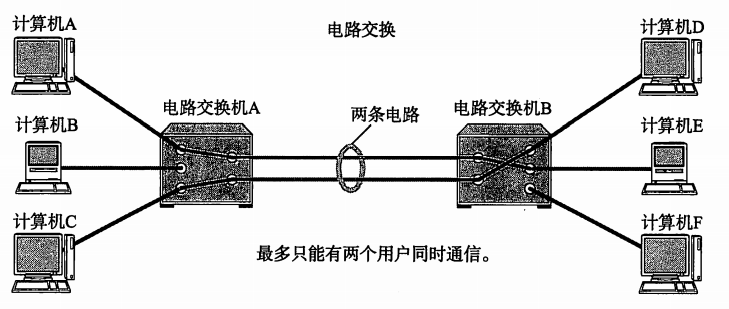 电路交换
计算机A
计算机D
电路交换机A
两条电路
电路交换机B
计算机B
计算机E
计算机C
计算机F
最多只能有两个用户同时通信。